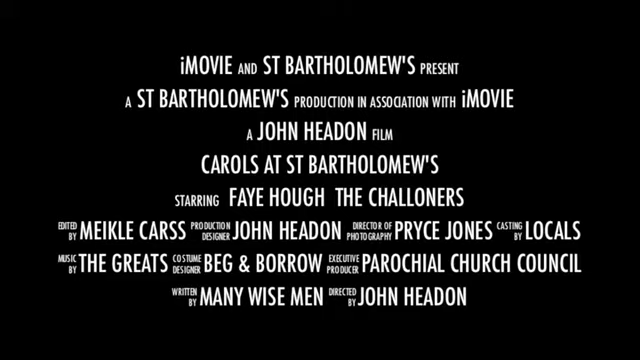 iMOVIE AND ST BARTHOLOMEW'S PRESENT
A ST BARTHOLOMEW'S PRODUCTION IN ASSOCIATION WITH iMOVIE
A JOHN HEADON FILM
CAROLS AT ST BARTHOLOMEW'S
STARRING FAYE HOUGH THE CHALLONERS
EDITED BY MEIKLE CARSS PRODUCTION DESIGNER JOHN HEADON DIRECTOR OF PHOTOGRAPHY PRYCE JONES CASTING BY LOCALS
MUSIC BY THE GREATS COSTUME DESIGNER BEG & BORROW EXECUTIVE PRODUCER PAROCHIAL CHURCH COUNCIL
WRITTEN BY MANY WISE MEN DIRECTED BY JOHN HEADON